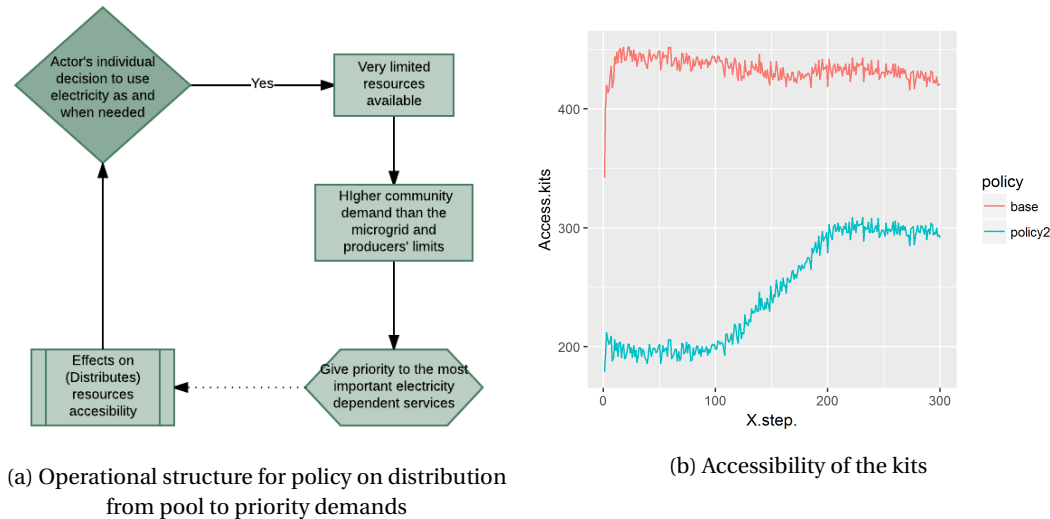 Actor's individual
decision to use
electricity as and
when needed
Yes
Very limited
resources
available
HIgher community
demand than the
microgrid and
producers' limits
Give priority to the most
important electricity
dependent services
Effects on
(Distributes)
resources
accesibility
(a) Operational structure for policy on distribution
from pool to priority demands
Access.kits
400
300
200
0
100
200
300
X.step.
policy
base
policy2
(b) Accessibility of the kits